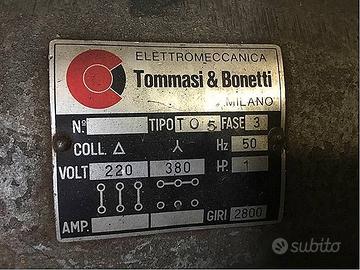 ELETTROMECCANICA
Tommasi & Bonetti
MILANO
N° TIPO TO 5 FASE 3
COLL. Δ Y Hz 50
VOLT 220 380 HP. 1
AMP. GIRI 2800
subito